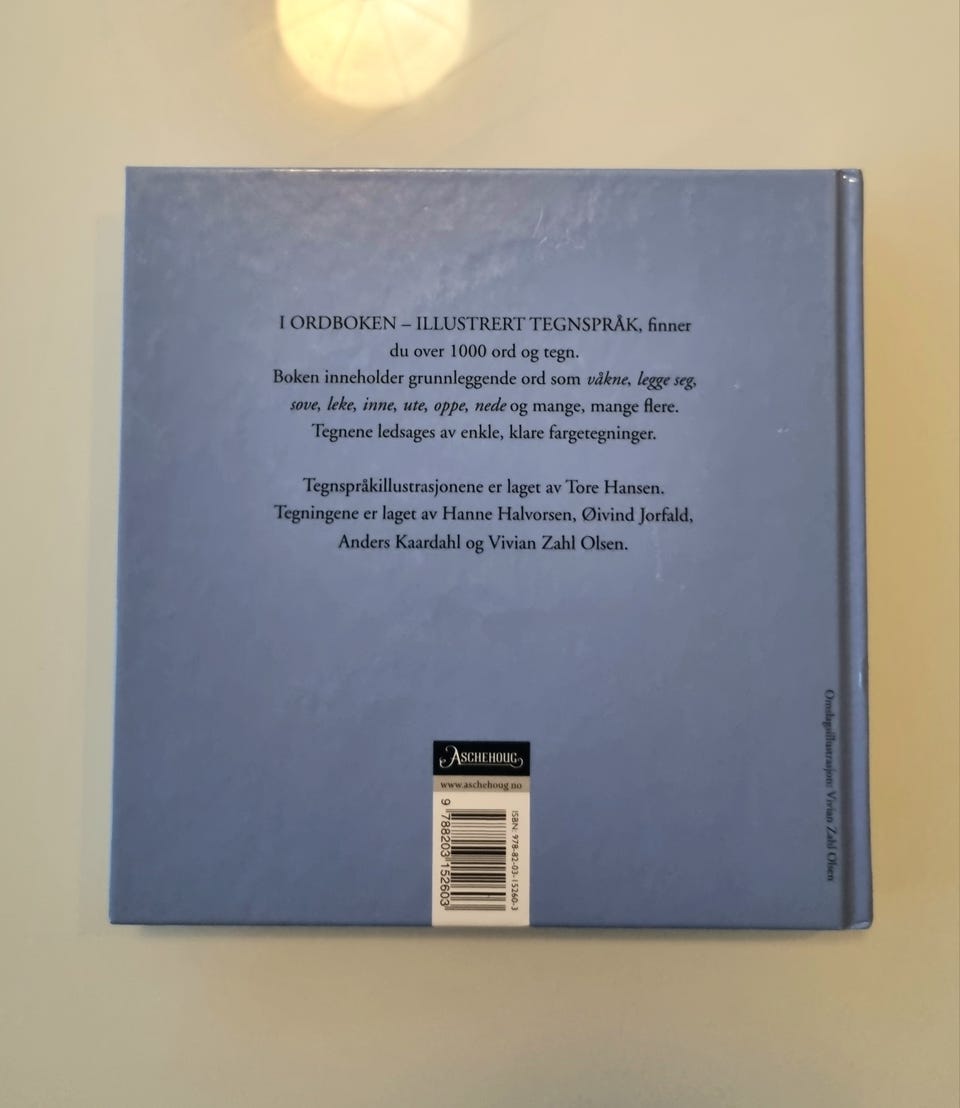 I ORDBOKEN – ILLUSTRERT TEGNSPRÅK, finner
du over 1000 ord og tegn.
Boken inneholder grunnleggende ord som våkne, legge seg,
sove, leke, inne, ute, oppe, nede og mange, mange flere.
Tegnene ledsages av enkle, klare fargetegninger.
Tegnspråkillustrasjonene er laget av Tore Hansen.
Tegningene er laget av Hanne Halvorsen, Øivind Jorfald,
Anders Kaardahl og Vivian Zahl Olsen.
Omslagsillustrasjon: Vivian Zahl Olsen
ASCHEHOUG
www.aschehoug.no
ISBN: 978-82-03-15260-3
9 788203 152603